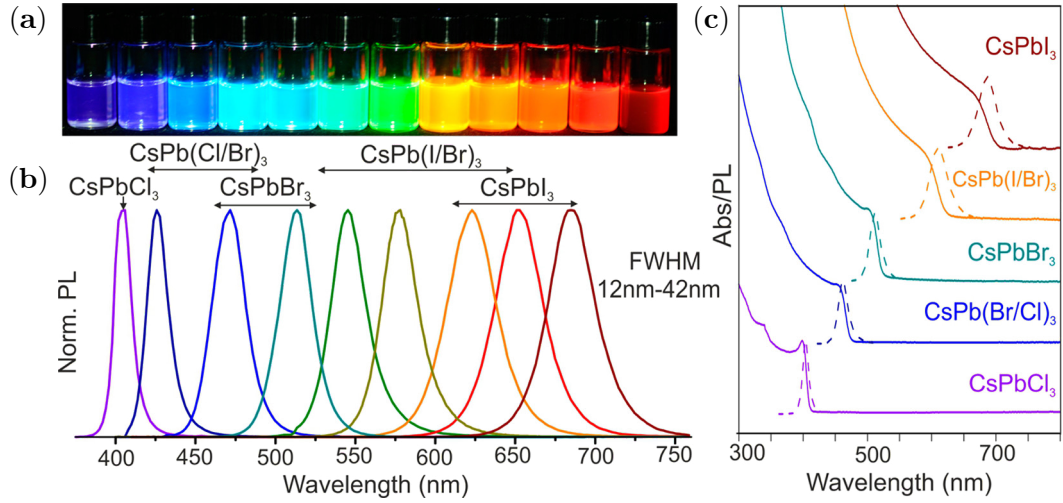 (a)
CsPb(Cl/Br)₃
CsPb(I/Br)₃
(b)
CsPbCl₃
CsPbBr₃
CsPbI₃
FWHM
12nm-42nm
Norm. PL
400 450 500 550 600 650 700 750
Wavelength (nm)
(c)
CsPbI₃
CsPb(I/Br)₃
CsPbBr₃
CsPb(Br/Cl)₃
CsPbCl₃
Abs/PL
300 400 500 600 700
Wavelength (nm)